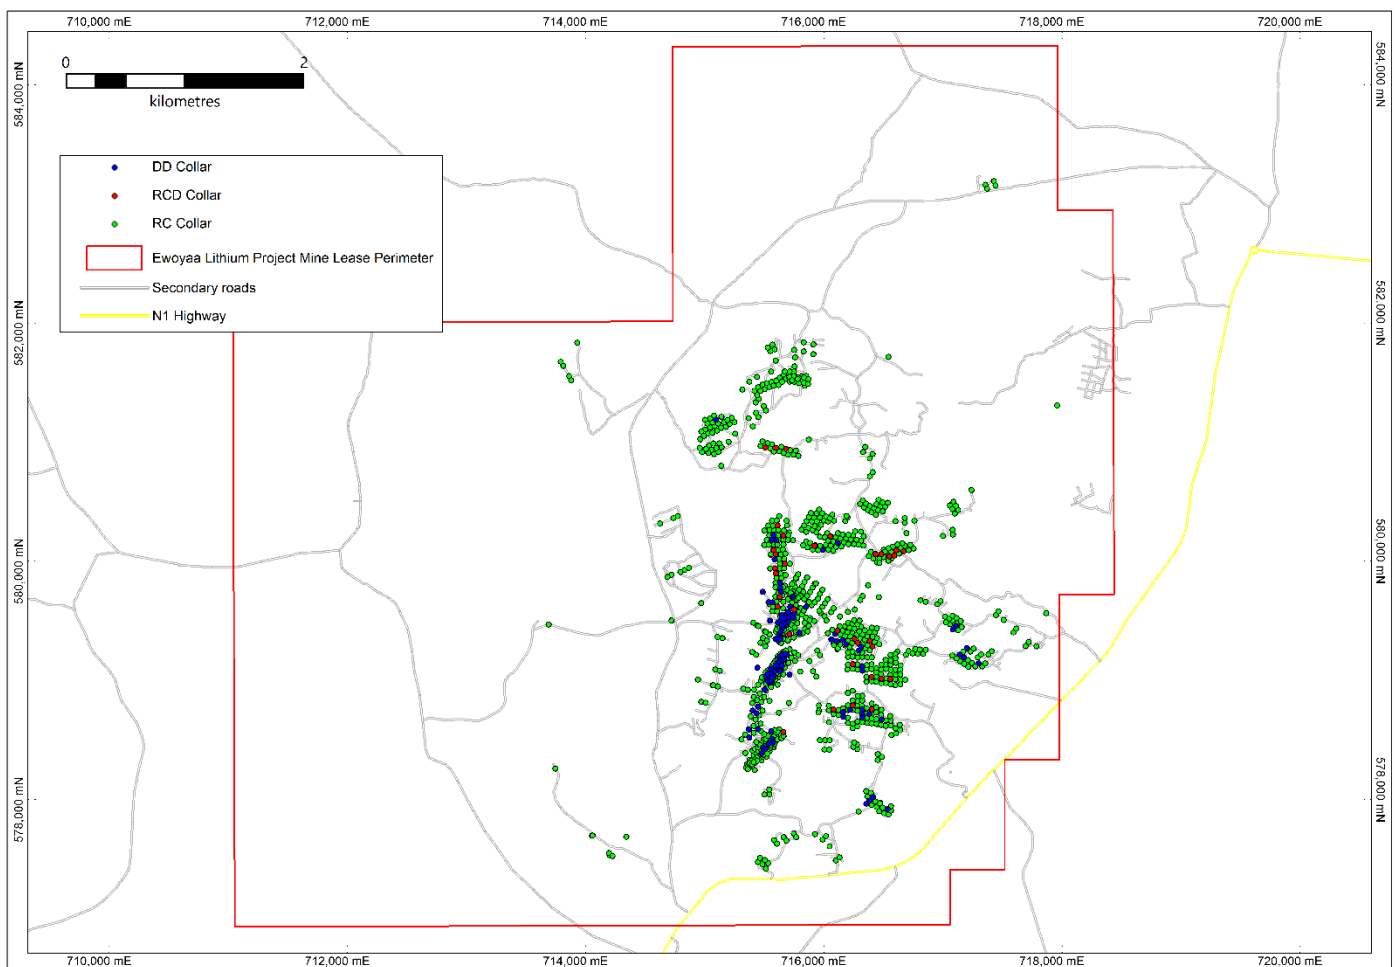 710,000 mE 712,000 mE 714,000 mE 716,000 mE 718,000 mE 720,000 mE
0 2
kilometres
584,000 mN 584,000 mN
DD Collar
RCD Collar
RC Collar
Ewoyaa Lithium Project Mine Lease Perimeter
Secondary roads
N1 Highway
582,000 mN 582,000 mN
580,000 mN 580,000 mN
578,000 mN 578,000 mN
710,000 mE 712,000 mE 714,000 mE 716,000 mE 718,000 mE 720,000 mE